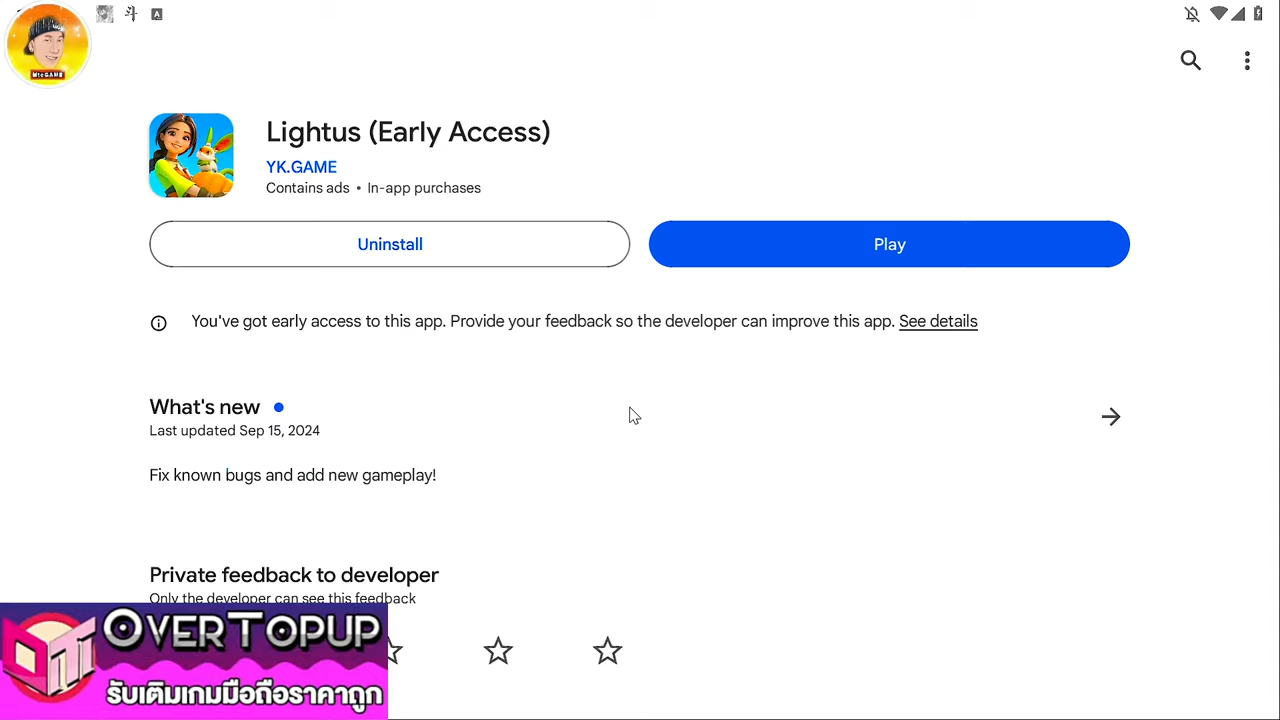 A
MicGAME
Lightus (Early Access)
YK.GAME
Contains ads • In-app purchases
Uninstall
Play
You've got early access to this app. Provide your feedback so the developer can improve this app. See details
What's new
Last updated Sep 15, 2024
Fix known bugs and add new gameplay!
Private feedback to developer
Only the developer can see this feedback
OVERTOPUP
รับเติมเกมมือถือราคาถูก